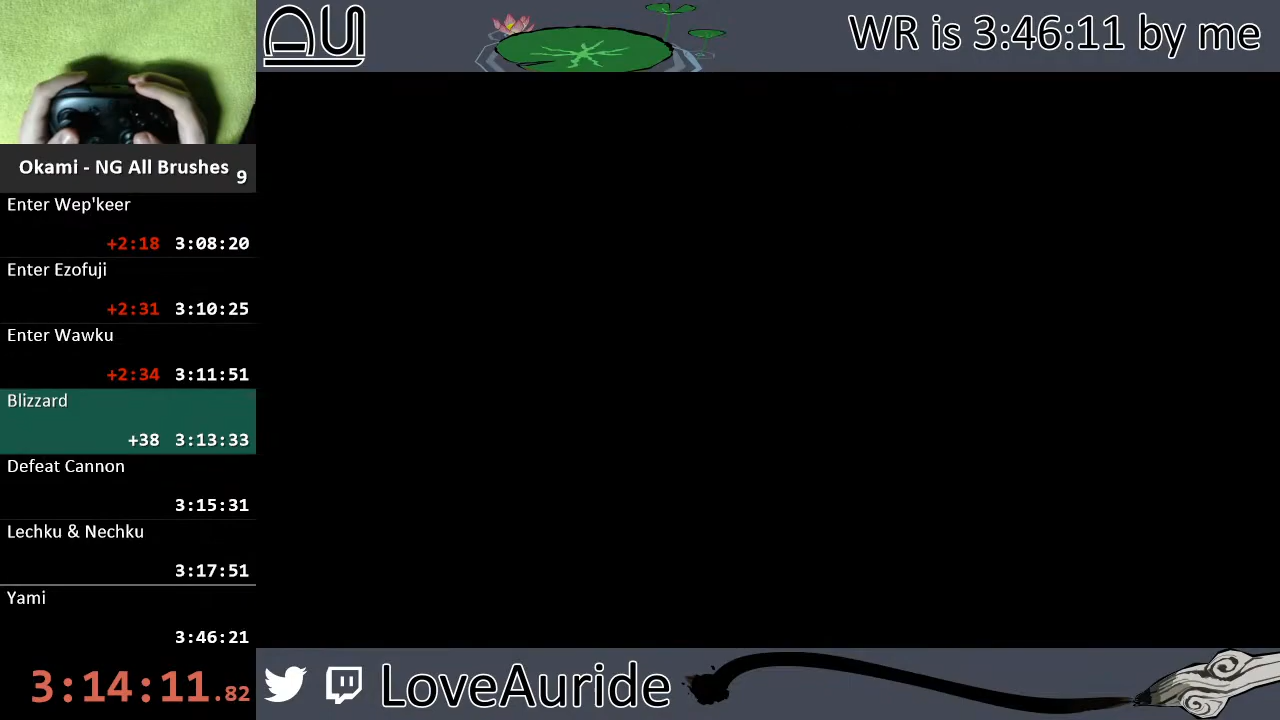 AU
WR is 3:46:11 by me
Okami - NG All Brushes 9
Enter Wep'keer
+2:18 3:08:20
Enter Ezofuji
+2:31 3:10:25
Enter Wawku
+2:34 3:11:51
Blizzard
+38 3:13:33
Defeat Cannon
3:15:31
Lechku & Nechku
3:17:51
Yami
3:46:21
3:14:11.82
LoveAuride